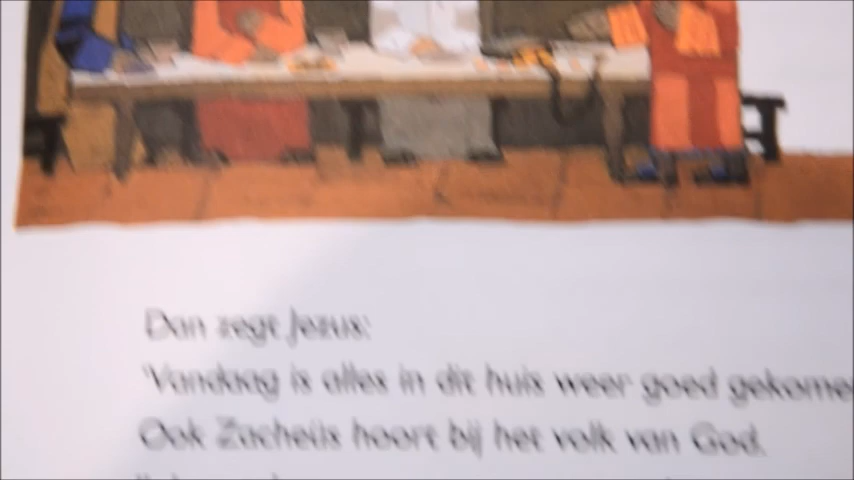 Dan zegt Jezus:
'Vandaag is alles in dit huis weer goed gekome
Ook Zacheüs hoort bij het volk van God.